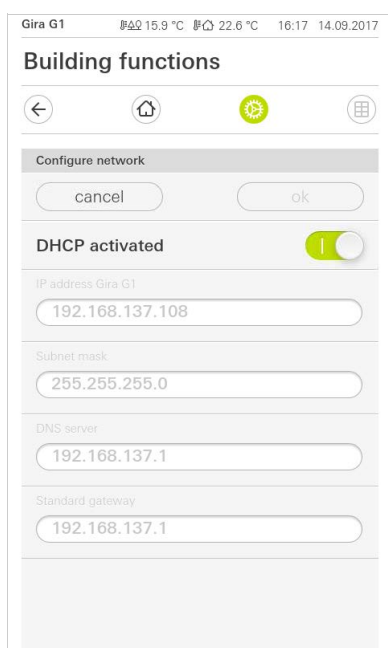 Gira G1 15.9 °C 22.6 °C 16:17 14.09.2017
Building functions
Configure network
cancel ok
DHCP activated
IP address Gira G1
192.168.137.108
Subnet mask
255.255.255.0
DNS server
192.168.137.1
Standard gateway
192.168.137.1